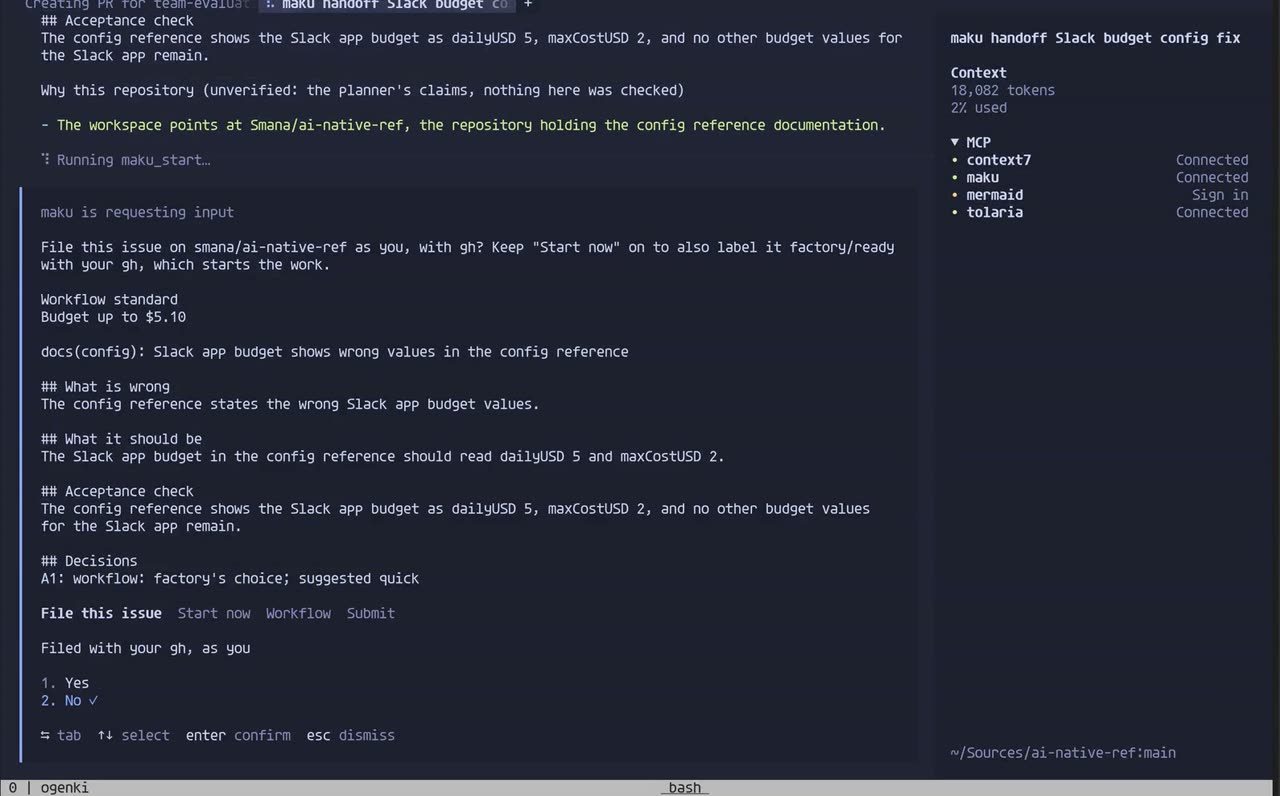 Creating PR for team-evaluat
maku handoff Slack budget co
+
## Acceptance check
The config reference shows the Slack app budget as dailyUSD 5, maxCostUSD 2, and no other budget values for
the Slack app remain.
Why this repository (unverified: the planner's claims, nothing here was checked)
- The workspace points at Smana/ai-native-ref, the repository holding the config reference documentation.
Running maku_start…
maku is requesting input
File this issue on smana/ai-native-ref as you, with gh? Keep "Start now" on to also label it factory/ready
with your gh, which starts the work.
Workflow standard
Budget up to $5.10
docs(config): Slack app budget shows wrong values in the config reference
## What is wrong
The config reference states the wrong Slack app budget values.
## What it should be
The Slack app budget in the config reference should read dailyUSD 5 and maxCostUSD 2.
## Acceptance check
The config reference shows the Slack app budget as dailyUSD 5, maxCostUSD 2, and no other budget values
for the Slack app remain.
## Decisions
A1: workflow: factory's choice; suggested quick
File this issue  Start now  Workflow  Submit
Filed with your gh, as you
1. Yes
2. No ✓
⇆ tab  ↑↓ select  enter confirm  esc dismiss
maku handoff Slack budget config fix
Context
18,082 tokens
2% used
▼ MCP
• context7 Connected
• maku Connected
• mermaid Sign in
• tolaria Connected
~/Sources/ai-native-ref:main
0 | ogenki
bash